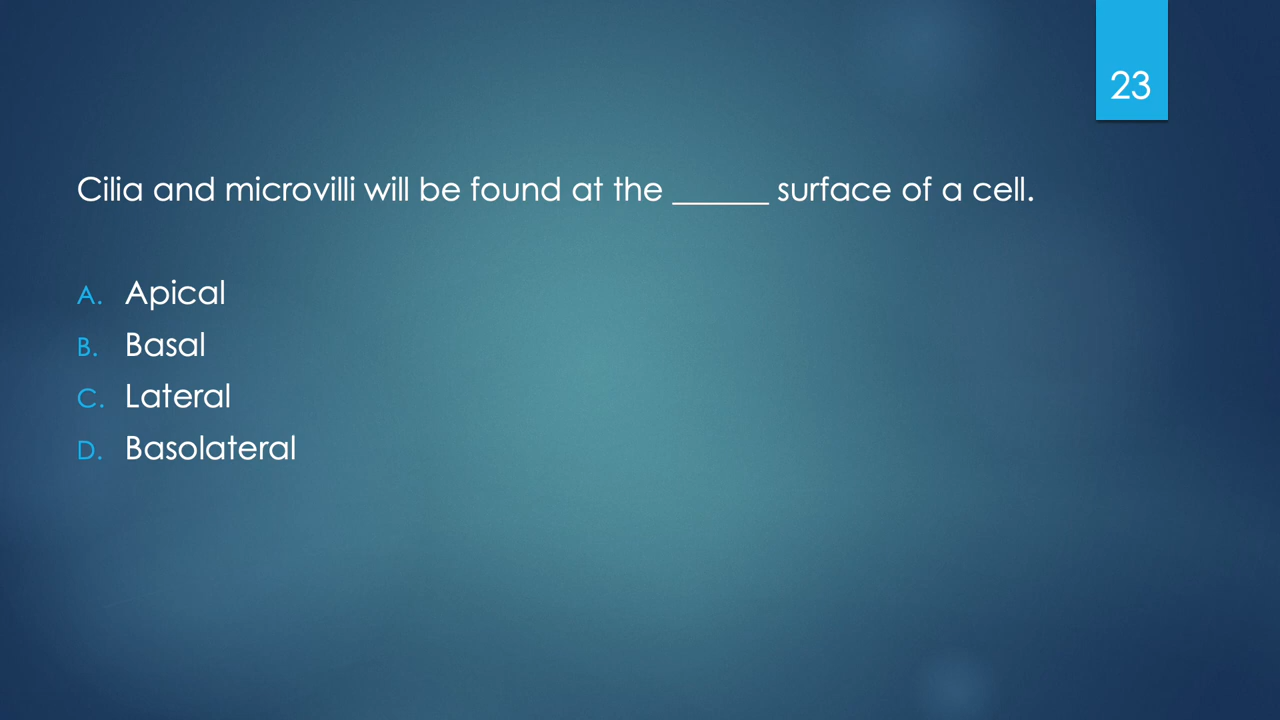 23
Cilia and microvilli will be found at the ______ surface of a cell.
A. Apical
B. Basal
C. Lateral
D. Basolateral